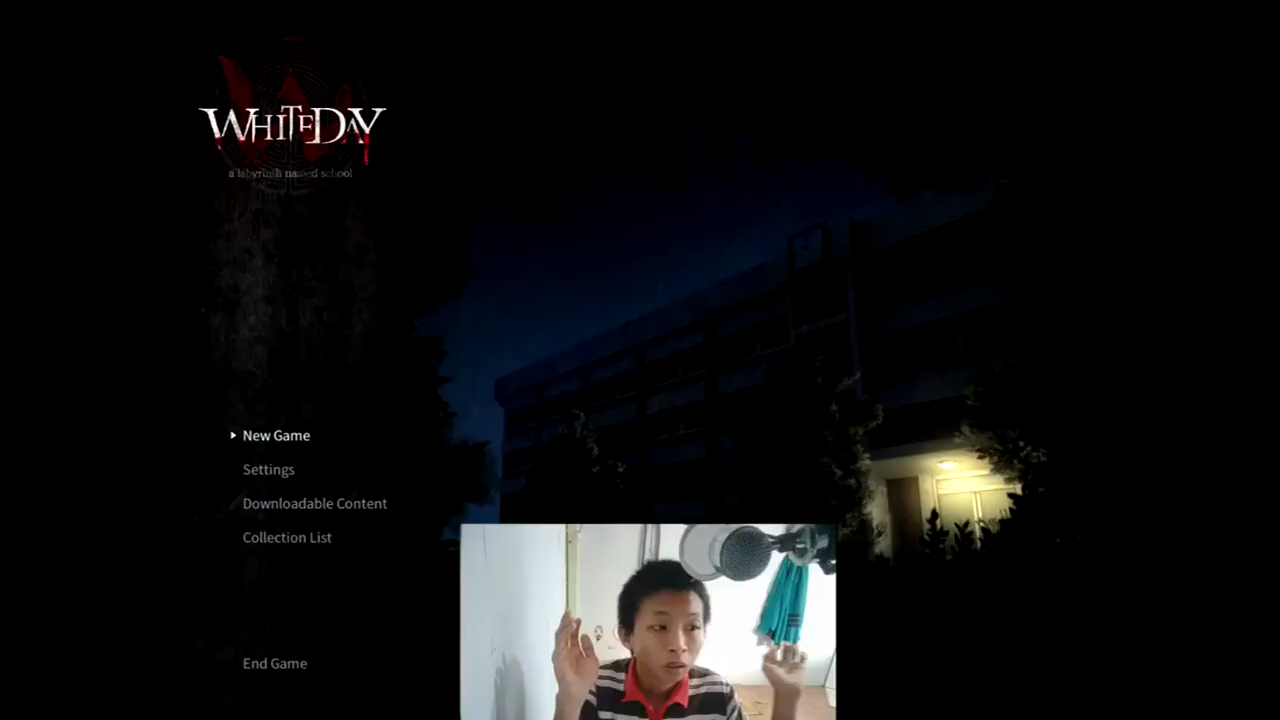 WHITEDAY
a labyrinth named school
New Game
Settings
Downloadable Content
Collection List
End Game